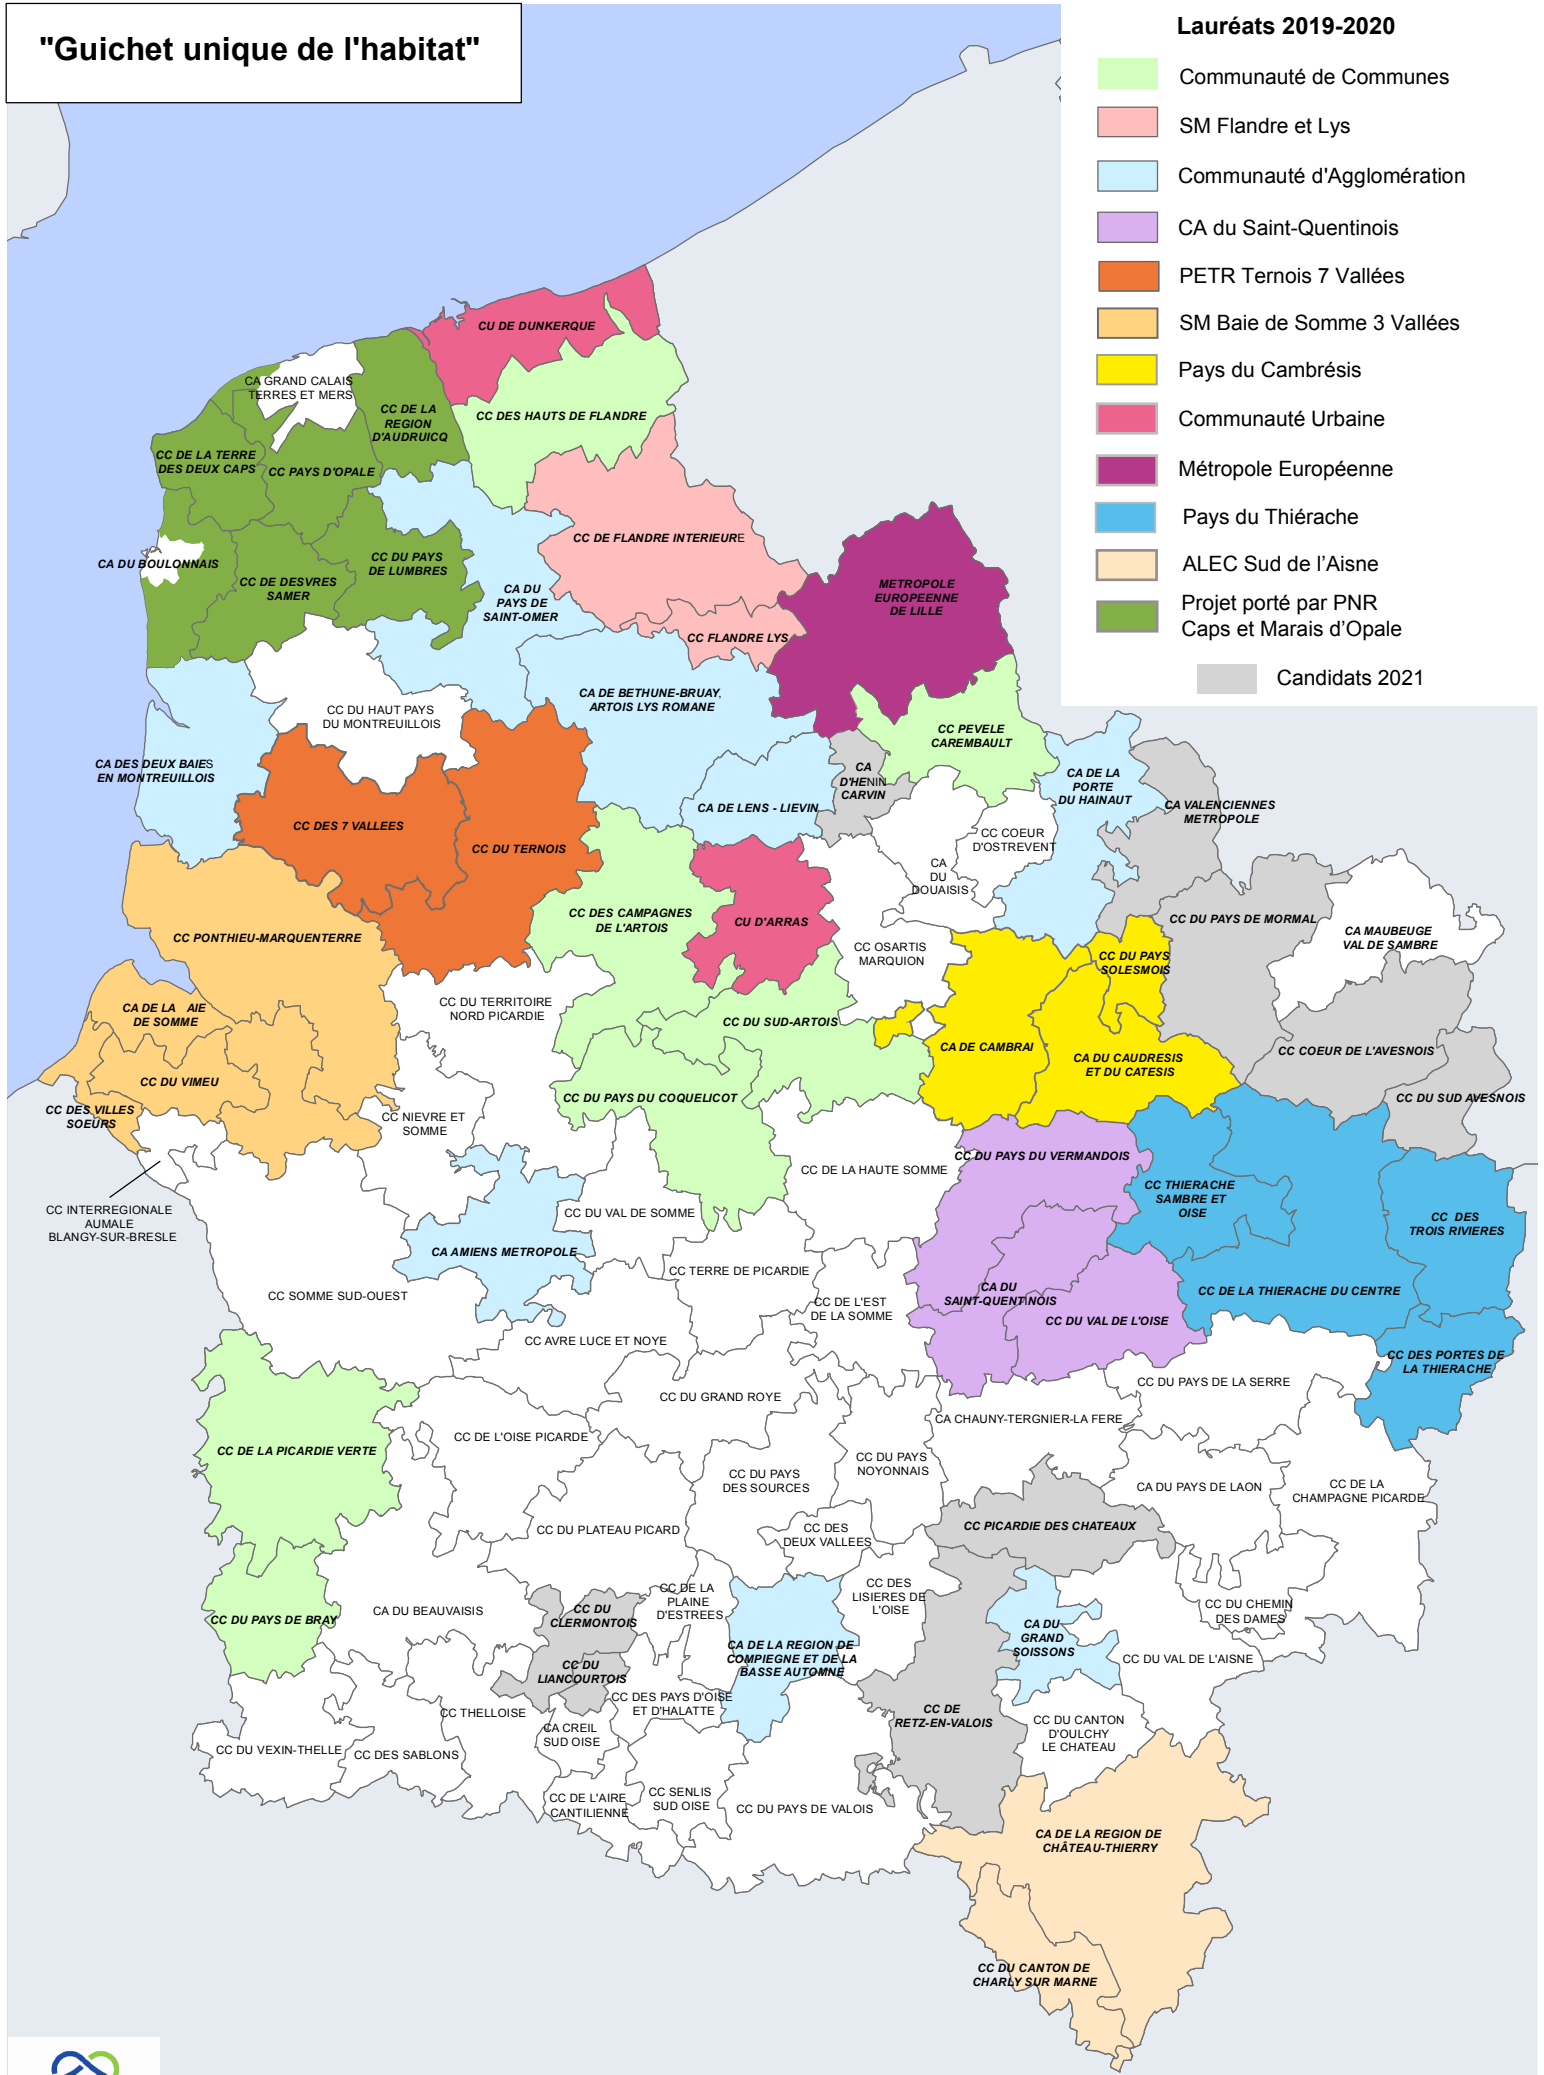 "Guichet unique de l'habitat"
Lauréats 2019-2020
Communauté de Communes
SM Flandre et Lys
Communauté d'Agglomération
CA du Saint-Quentinois
PETR Ternois 7 Vallées
SM Baie de Somme 3 Vallées
Pays du Cambrésis
Communauté Urbaine
Métropole Européenne
Pays du Thiérache
ALEC Sud de l'Aisne
Projet porté par PNR
Caps et Marais d'Opale
Candidats 2021
CU DE DUNKERQUE
CA GRAND CALAIS
TERRES ET MERS
CC DE LA
REGION
D'AUDRUICQ
CC DES HAUTS DE FLANDRE
CC DE LA TERRE
DES DEUX CAPS
CC PAYS D'OPALE
CC DE FLANDRE INTERIEURE
CA DU BOULONNAIS
CC DU PAYS
DE LUMBRES
CC DE DESVRES
SAMER
CA DU
PAYS DE
SAINT-OMER
METROPOLE
EUROPEENNE
DE LILLE
CC FLANDRE LYS
CC DU HAUT PAYS
DU MONTREUILLOIS
CA DE BETHUNE-BRUAY,
ARTOIS LYS ROMANE
CC PEVELE
CAREMBAULT
CA DES DEUX BAIES
EN MONTREUILLOIS
CA
D'HENIN
CARVIN
CA DE LA
PORTE
DU HAINAUT
CA DE LENS - LIEVIN
CA VALENCIENNES
METROPOLE
CC DES 7 VALLEES
CC DU TERNOIS
CC COEUR
D'OSTREVENT
CA
DU
DOUAISIS
CC DES CAMPAGNES
DE L'ARTOIS
CU D'ARRAS
CC DU PAYS DE MORMAL
CA MAUBEUGE
VAL DE SAMBRE
CC PONTHIEU-MARQUENTERRE
CC OSARTIS
MARQUION
CC DU PAYS
SOLESMOIS
CC DU TERRITOIRE
NORD PICARDIE
CA DE LA AIE
DE SOMME
CC DU SUD-ARTOIS
CA DE CAMBRAI
CA DU CAUDRESIS
ET DU CATESIS
CC COEUR DE L'AVESNOIS
CC DU VIMEU
CC DU PAYS DU COQUELICOT
CC DU SUD AVESNOIS
CC DES VILLES
SOEURS
CC NIEVRE ET
SOMME
CC DE LA HAUTE SOMME
CC DU PAYS DU VERMANDOIS
CC THIERACHE
SAMBRE ET
OISE
CC INTERREGIONALE
AUMALE
BLANGY-SUR-BRESLE
CC DU VAL DE SOMME
CC DES
TROIS RIVIERES
CA AMIENS METROPOLE
CC TERRE DE PICARDIE
CC SOMME SUD-OUEST
CC DE L'EST
DE LA SOMME
CA DU
SAINT-QUENTINOIS
CC DE LA THIERACHE DU CENTRE
CC DU VAL DE L'OISE
CC AVRE LUCE ET NOYE
CC DES PORTES DE
LA THIERACHE
CC DU GRAND ROYE
CC DU PAYS DE LA SERRE
CA CHAUNY-TERGNIER-LA FERE
CC DE LA PICARDIE VERTE
CC DE L'OISE PICARDE
CC DU PAYS
NOYONNAIS
CC DU PAYS
DES SOURCES
CA DU PAYS DE LAON
CC DE LA
CHAMPAGNE PICARDE
CC DU PLATEAU PICARD
CC DES
DEUX VALLEES
CC PICARDIE DES CHATEAUX
CC DU PAYS DE BRAY
CA DU BEAUVAISIS
CC DU
CLERMONTOIS
CC DE LA
PLAINE
D'ESTREES
CC DES
LISIERES DE
L'OISE
CC DU CHEMIN
DES DAMES
CA DU
GRAND
SOISSONS
CA DE LA REGION DE
COMPIEGNE ET DE LA
BASSE AUTOMNE
CC DU VAL DE L'AISNE
CC DU
LIANCOURTOIS
CC DES PAYS D'OISE
ET D'HALATTE
CC THELLOISE
CC DE
RETZ-EN-VALOIS
CC DU CANTON
D'OULCHY
LE CHATEAU
CA CREIL
SUD OISE
CC DU VEXIN-THELLE
CC DES SABLONS
CC DE L'AIRE
CANTILIENNE
CC SENLIS
SUD OISE
CC DU PAYS DE VALOIS
CA DE LA REGION DE
CHÂTEAU-THIERRY
CC DU CANTON DE
CHARLY SUR MARNE